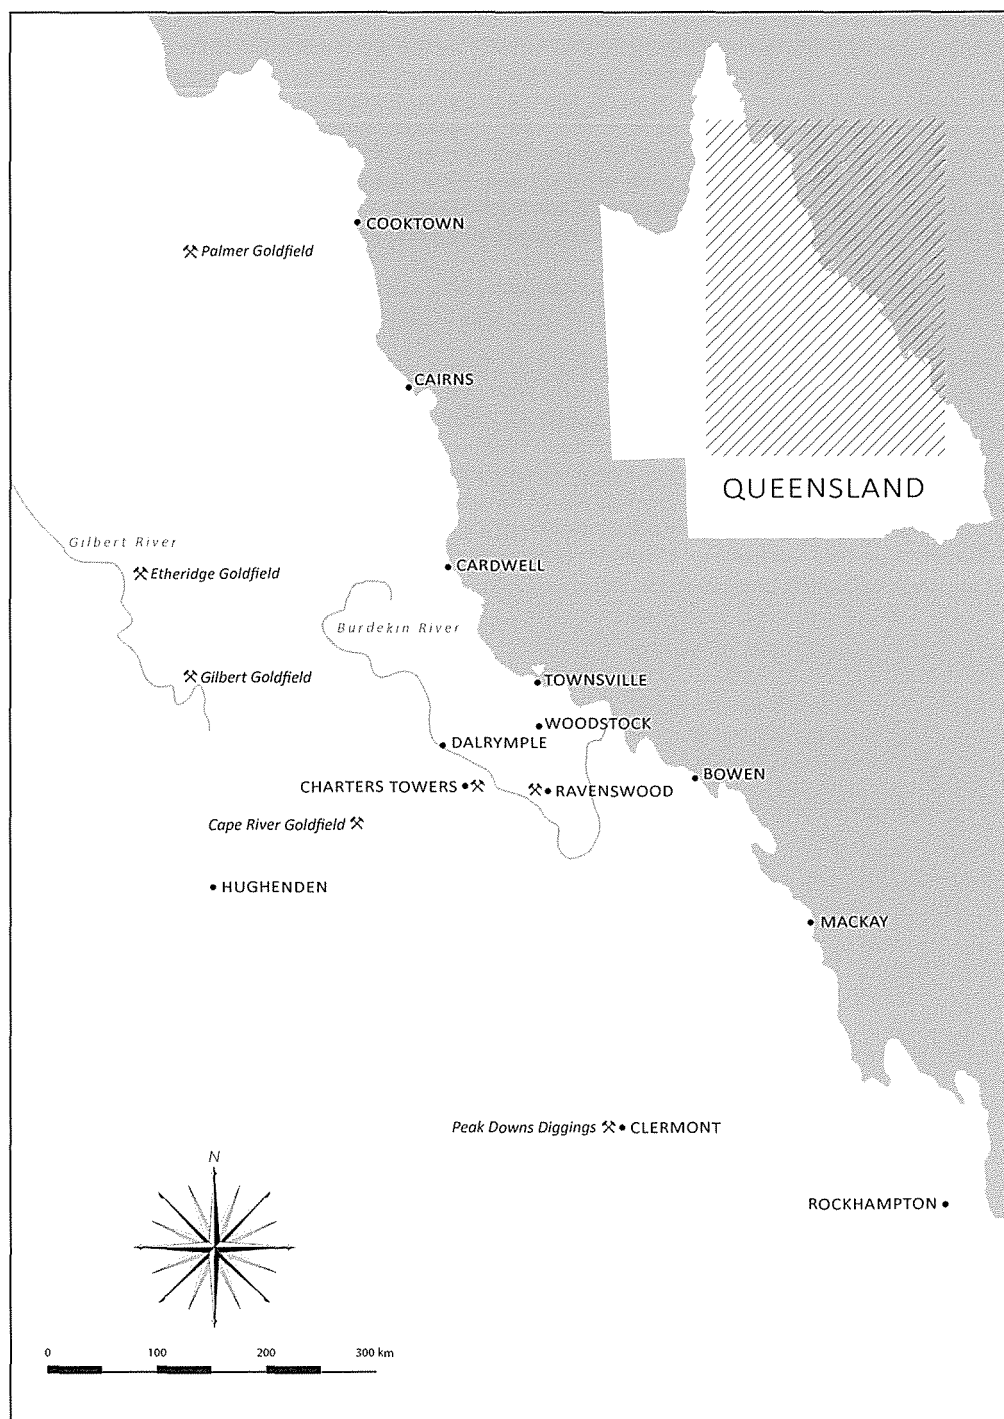 COOKTOWN
Palmer Goldfield
CAIRNS
QUEENSLAND
Gilbert River
Etheridge Goldfield
CARDWELL
Burdekin River
Gilbert Goldfield
TOWNSVILLE
WOODSTOCK
DALRYMPLE
BOWEN
CHARTERS TOWERS
RAVENSWOOD
Cape River Goldfield
HUGHENDEN
MACKAY
Peak Downs Diggings
CLERMONT
N
ROCKHAMPTON
0 100 200 300 km